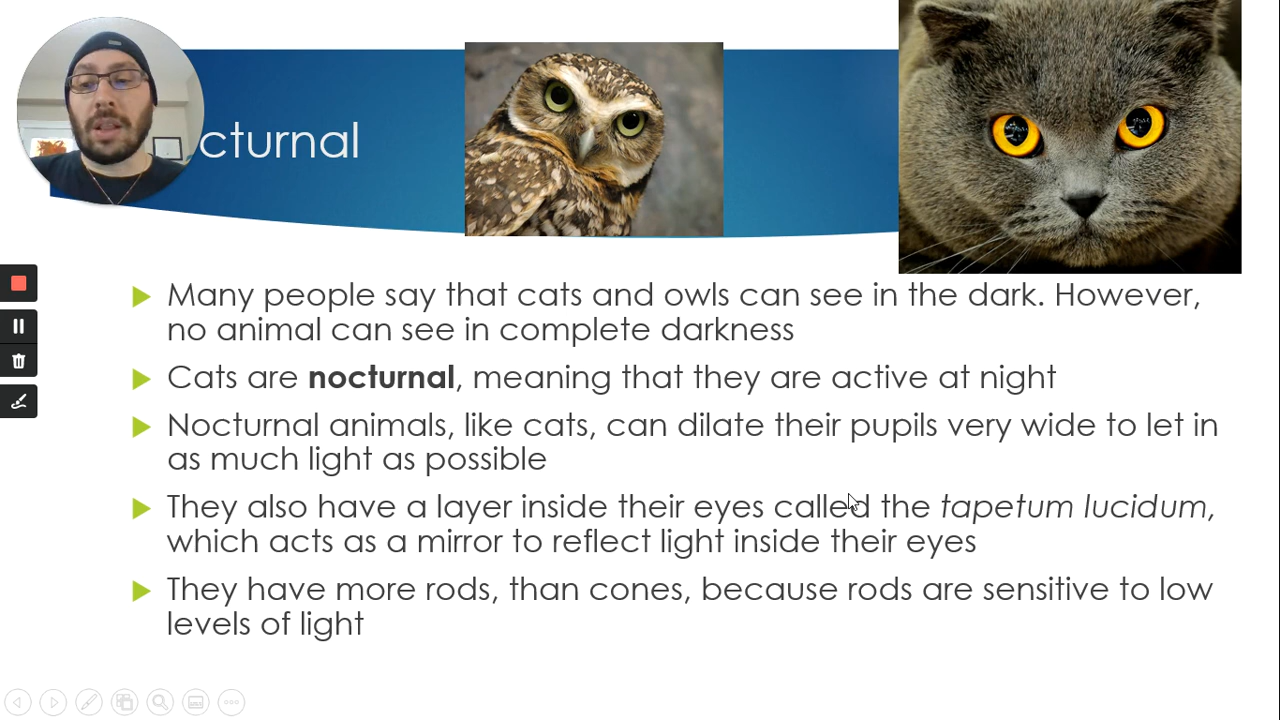 cturnal
Many people say that cats and owls can see in the dark. However,
no animal can see in complete darkness
Cats are nocturnal, meaning that they are active at night
Nocturnal animals, like cats, can dilate their pupils very wide to let in
as much light as possible
They also have a layer inside their eyes called the tapetum lucidum,
which acts as a mirror to reflect light inside their eyes
They have more rods, than cones, because rods are sensitive to low
levels of light